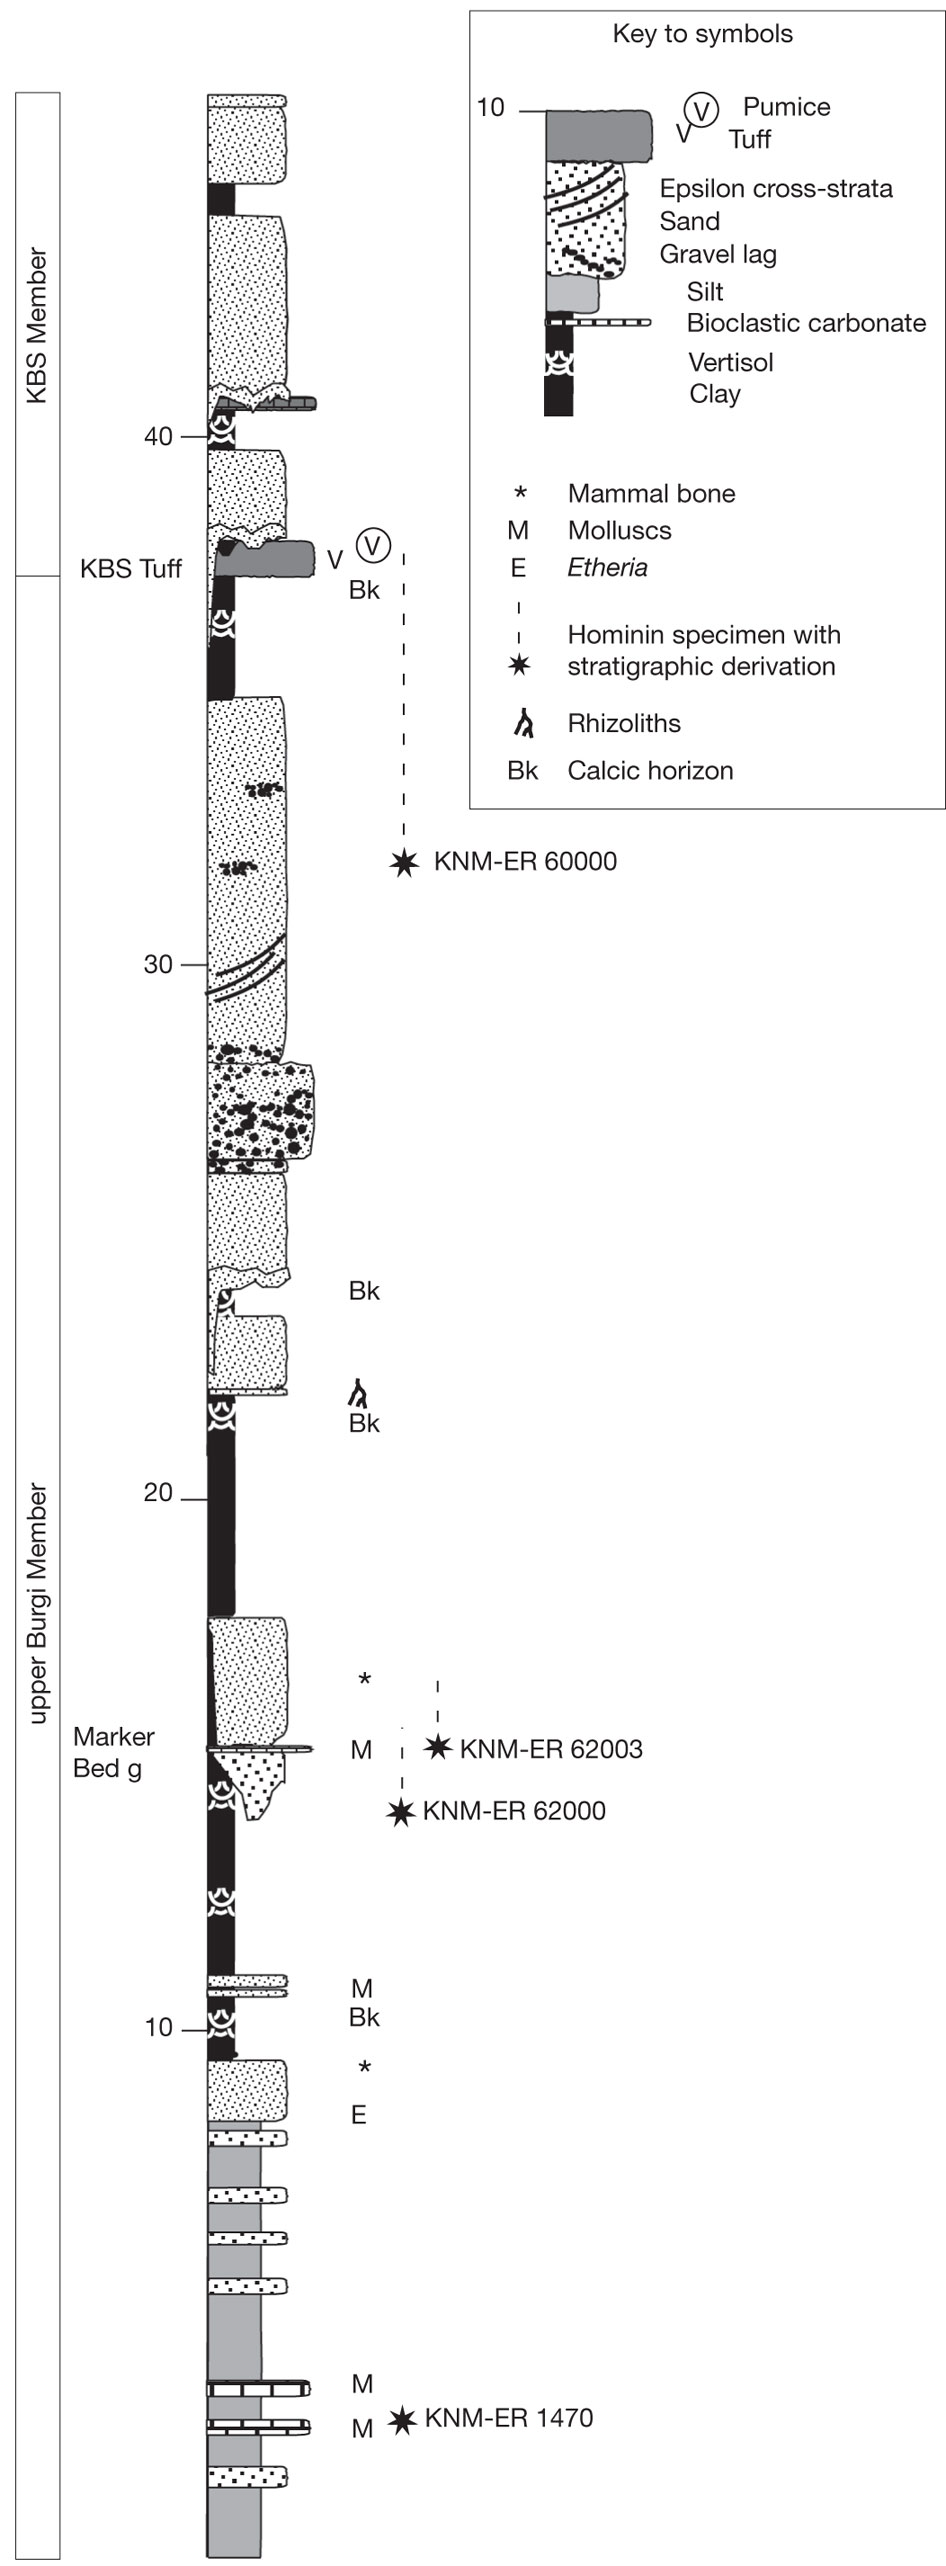 Key to symbols
10
V
Pumice
V
Tuff
Epsilon cross-strata
Sand
Gravel lag
Silt
Bioclastic carbonate
Vertisol
Clay
* Mammal bone
M Molluscs
E Etheria
Hominin specimen with
stratigraphic derivation
Rhizoliths
Bk Calcic horizon
KBS Member
40
KBS Tuff
V
V
Bk
KNM-ER 60000
30
Bk
Bk
20
upper Burgi Member
*
Marker
Bed g
M
KNM-ER 62003
KNM-ER 62000
M
Bk
10
*
E
M
M
KNM-ER 1470